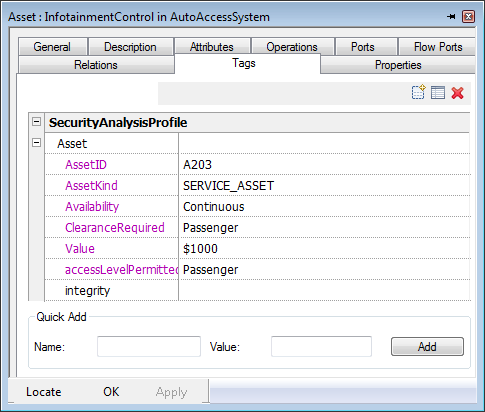 Asset : InfotainmentControl in AutoAccessSystem
General Description Attributes Operations Ports Flow Ports
Relations Tags Properties
SecurityAnalysisProfile
Asset
AssetID A203
AssetKind SERVICE_ASSET
Availability Continuous
ClearanceRequired Passenger
Value $1000
accessLevelPermitted Passenger
integrity
Quick Add
Name: Value: Add
Locate OK Apply